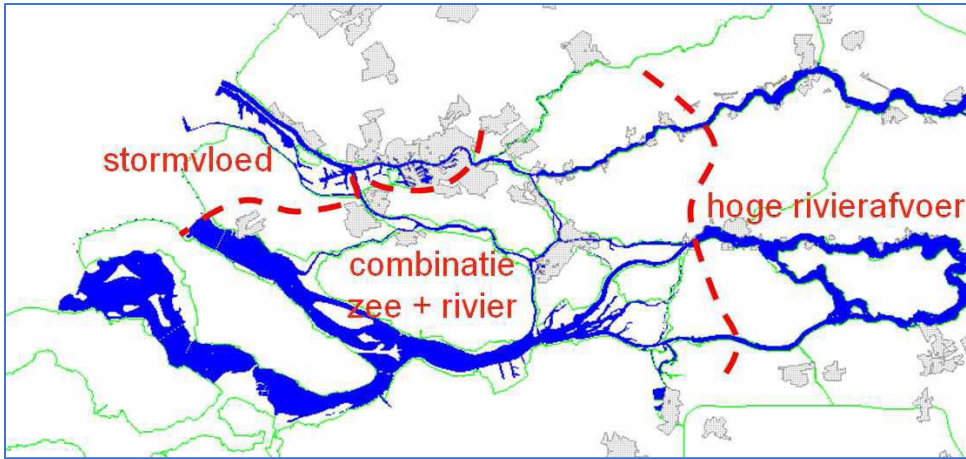 stormvloed
hoge rivierafvoer
combinatie
zee + rivier